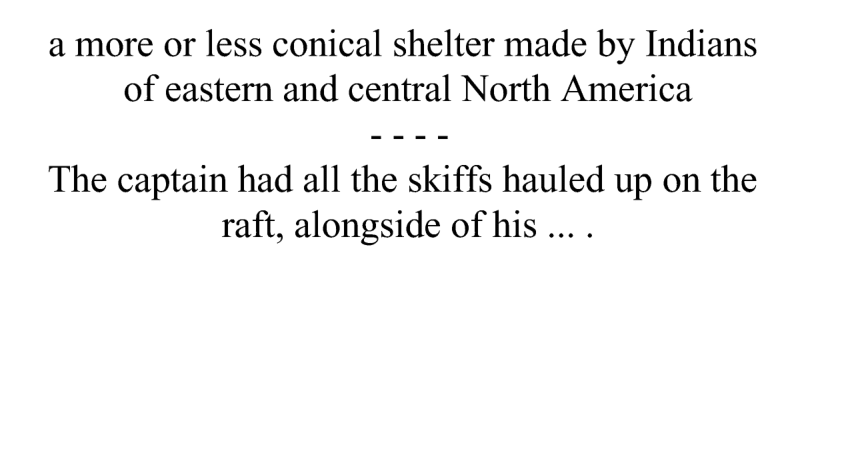 a more or less conical shelter made by Indians
of eastern and central North America
- - - -
The captain had all the skiffs hauled up on the
raft, alongside of his ... .